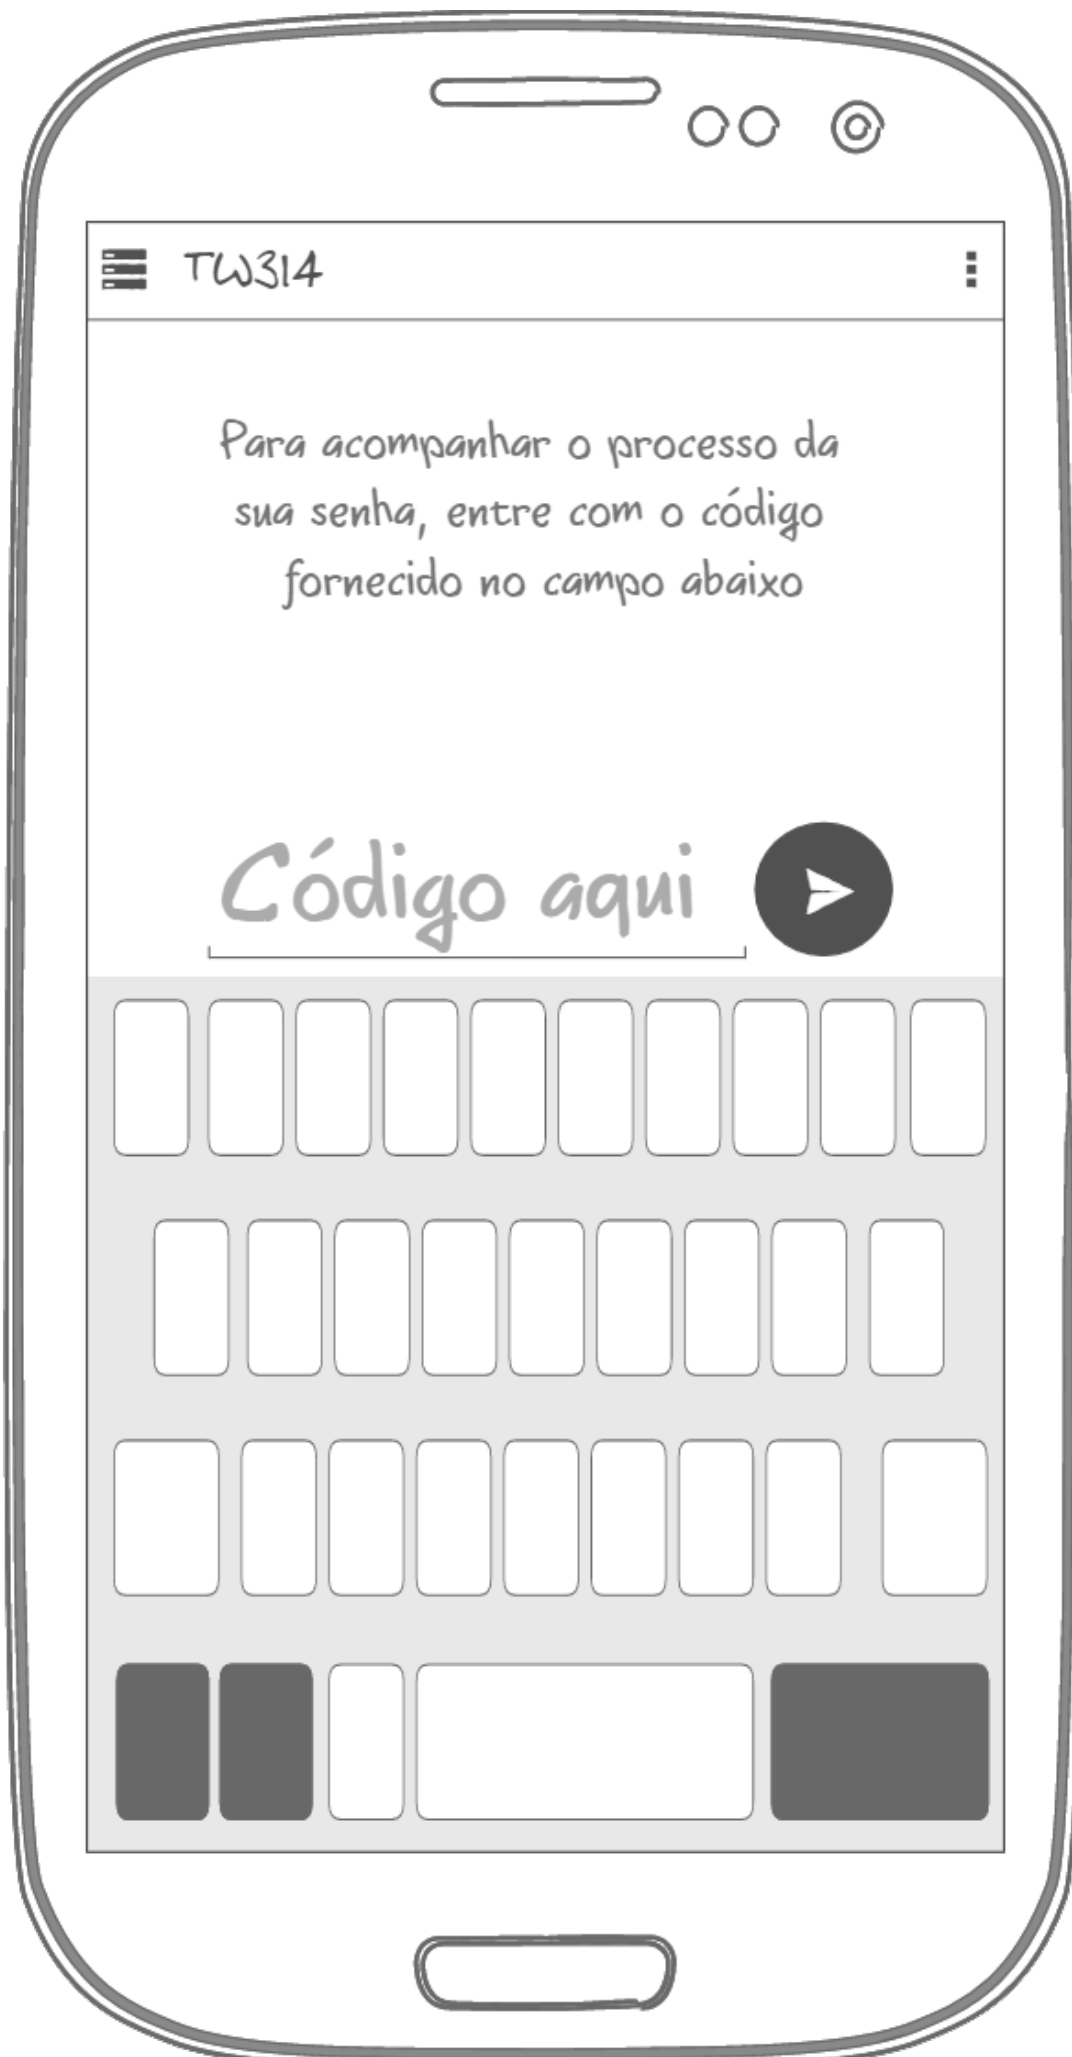 TW314
Para acompanhar o processo da
sua senha, entre com o código
fornecido no campo abaixo
Código aqui